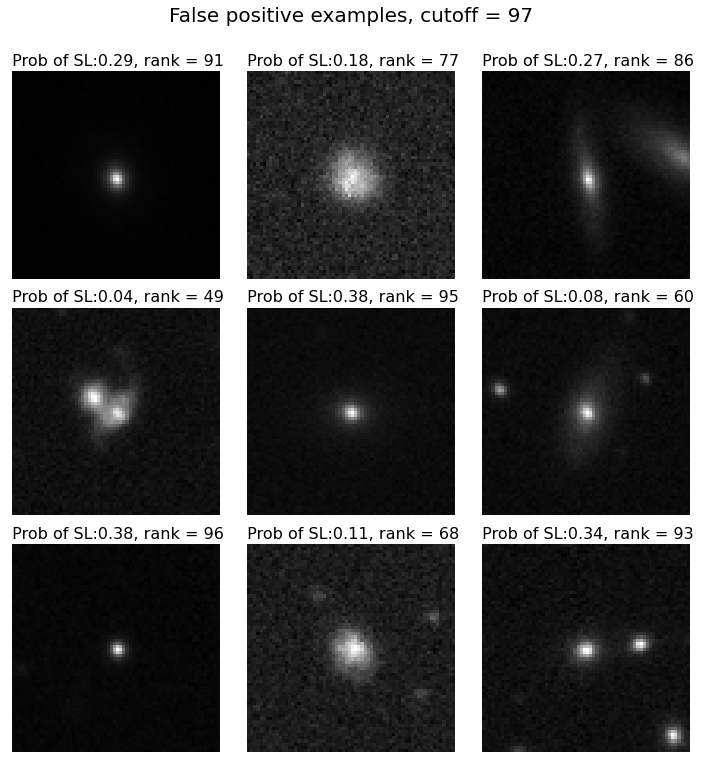 False positive examples, cutoff = 97
Prob of SL:0.29, rank = 91
Prob of SL:0.18, rank = 77
Prob of SL:0.27, rank = 86
Prob of SL:0.04, rank = 49
Prob of SL:0.38, rank = 95
Prob of SL:0.08, rank = 60
Prob of SL:0.38, rank = 96
Prob of SL:0.11, rank = 68
Prob of SL:0.34, rank = 93